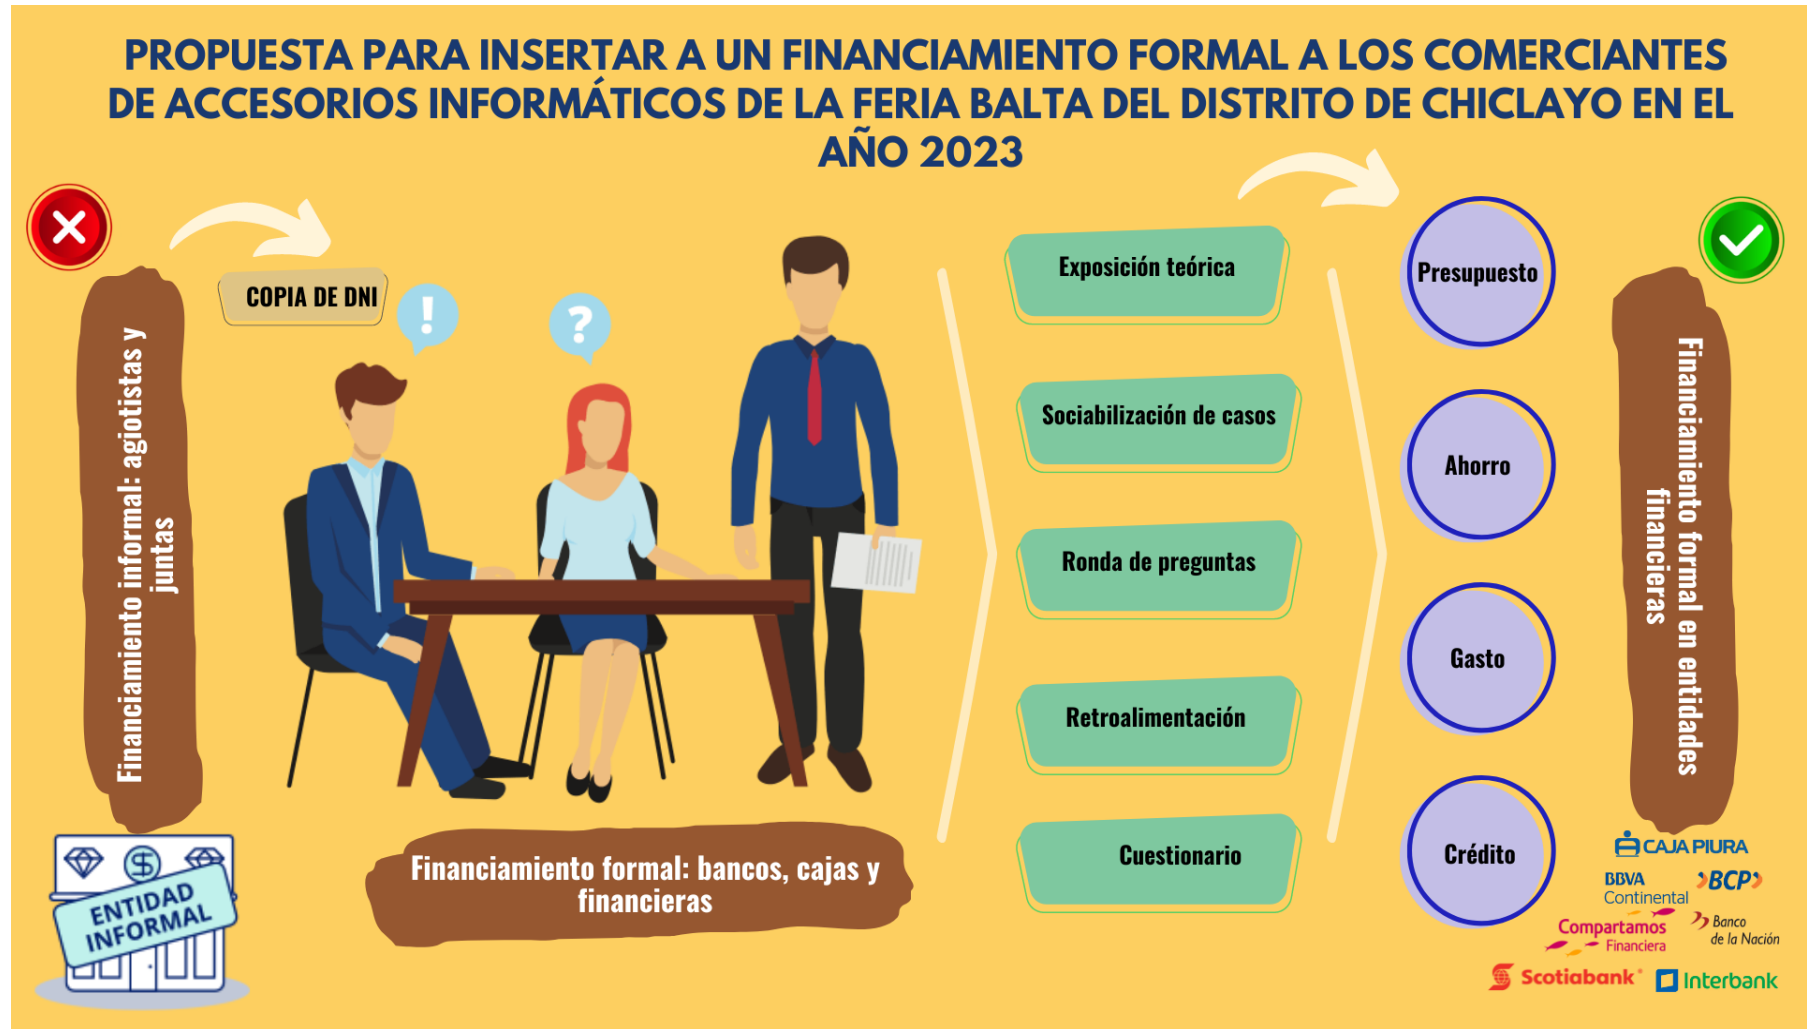 PROPUESTA PARA INSERTAR A UN FINANCIAMIENTO FORMAL A LOS COMERCIANTES
DE ACCESORIOS INFORMÁTICOS DE LA FERIA BALTA DEL DISTRITO DE CHICLAYO EN EL
AÑO 2023
Financiamiento informal: agiotistas y
juntas
ENTIDAD
INFORMAL
COPIA DE DNI
!
?
Financiamiento formal: bancos, cajas y
financieras
Exposición teórica
Sociabilización de casos
Ronda de preguntas
Retroalimentación
Cuestionario
Presupuesto
Ahorro
Gasto
Crédito
Financiamiento formal en entidades
financieras
CAJA PIURA
BBVA
Continental
BCP
Compartamos
Financiera
Banco
de la Nación
Scotiabank
Interbank